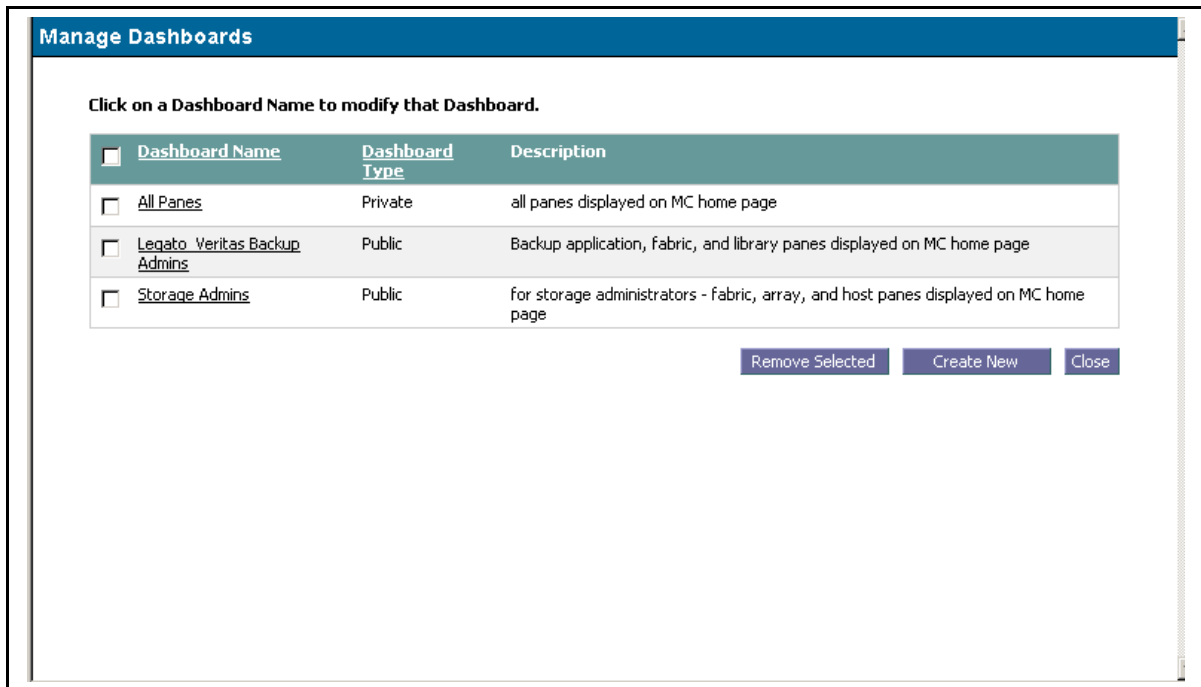 Manage Dashboards
Click on a Dashboard Name to modify that Dashboard.
Dashboard Name
Dashboard
Type
Description
All Panes
Private
all panes displayed on MC home page
Legato_Veritas Backup
Admins
Public
Backup application, fabric, and library panes displayed on MC home page
Storage Admins
Public
for storage administrators - fabric, array, and host panes displayed on MC home
page
Remove Selected
Create New
Close